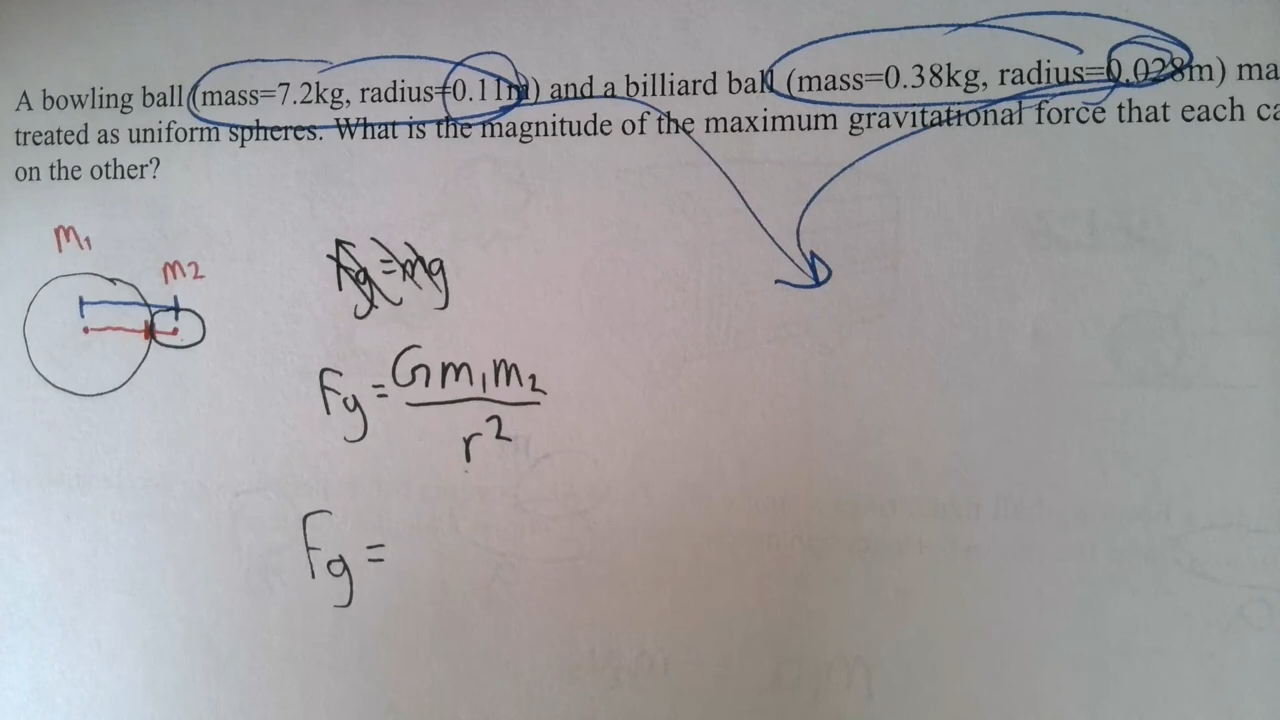 A bowling ball (mass=7.2kg, radius=0.11m) and a billiard ball (mass=0.38kg, radius=0.028m) ma
treated as uniform spheres. What is the magnitude of the maximum gravitational force that each ca
on the other?
m₁
m2
Fg=mg
Fg = Gm₁m₂
r²
Fg =